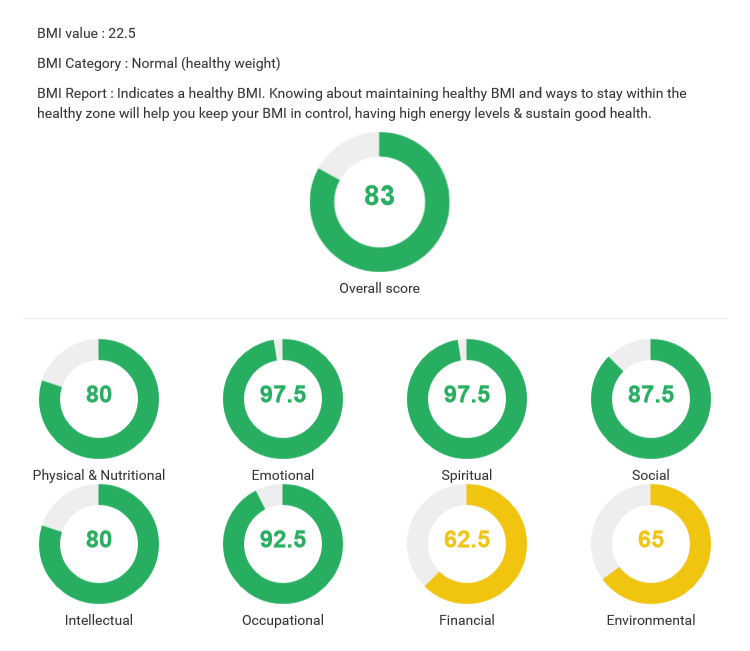 BMI value : 22.5
BMI Category : Normal (healthy weight)
BMI Report : Indicates a healthy BMI. Knowing about maintaining healthy BMI and ways to stay within the
healthy zone will help you keep your BMI in control, having high energy levels & sustain good health.
83
Overall score
80
97.5
97.5
87.5
Physical & Nutritional
Emotional
Spiritual
Social
80
92.5
62.5
65
Intellectual
Occupational
Financial
Environmental